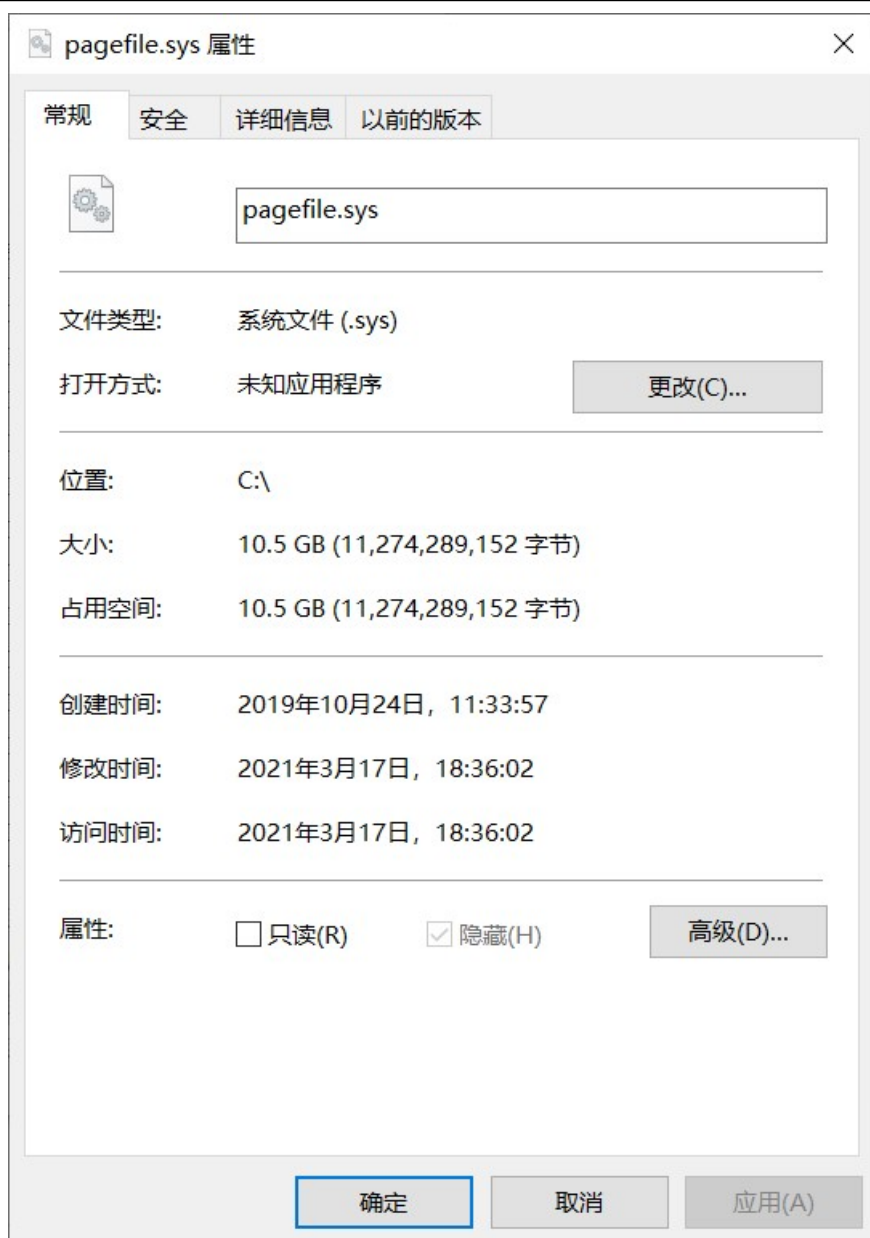 pagefile.sys 属性
常规 安全 详细信息 以前的版本
pagefile.sys
文件类型: 系统文件 (.sys)
打开方式: 未知应用程序 更改(C)...
位置: C:\
大小: 10.5 GB (11,274,289,152 字节)
占用空间: 10.5 GB (11,274,289,152 字节)
创建时间: 2019年10月24日，11:33:57
修改时间: 2021年3月17日，18:36:02
访问时间: 2021年3月17日，18:36:02
属性: 只读(R) 隐藏(H) 高级(D)...
确定 取消 应用(A)